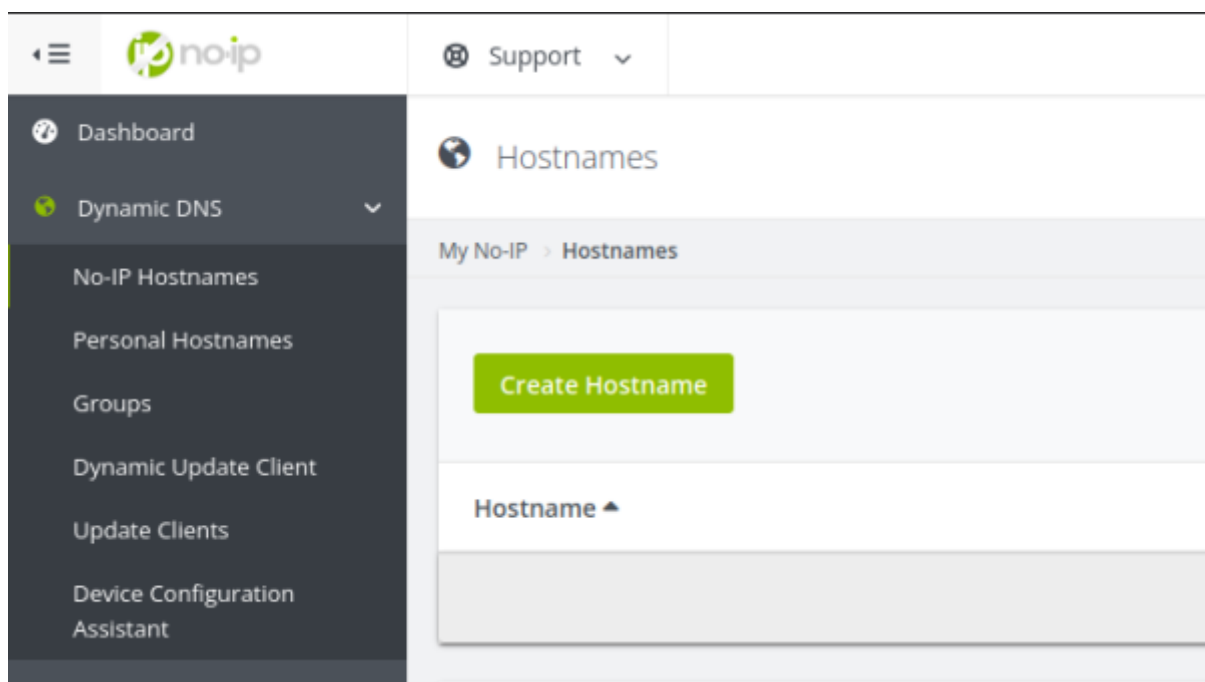 no-ip
Support
Dashboard
Dynamic DNS
No-IP Hostnames
Personal Hostnames
Groups
Dynamic Update Client
Update Clients
Device Configuration
Assistant
Hostnames
My No-IP > Hostnames
Create Hostname
Hostname